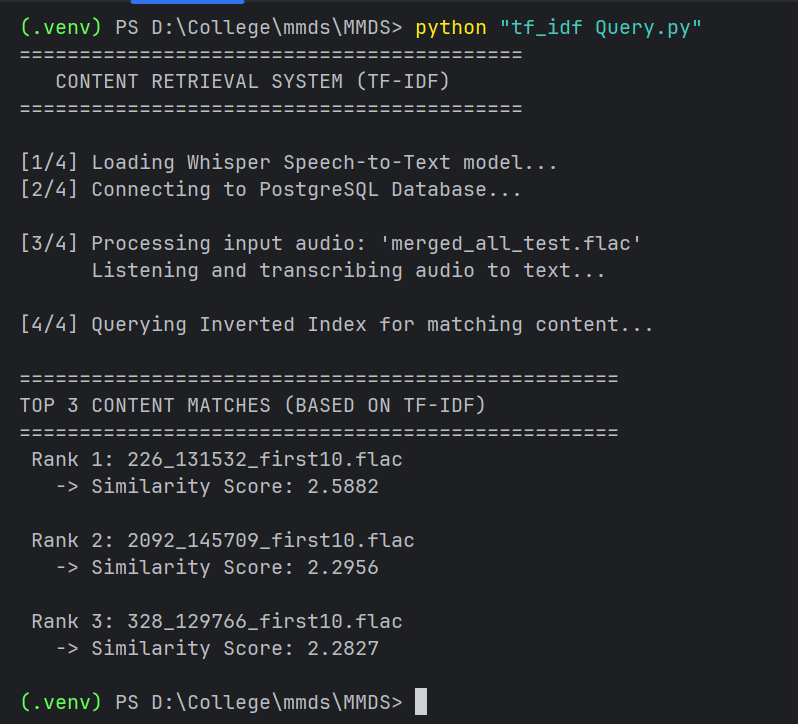 (.venv) PS D:\College\mmds\MMDS> python "tf_idf Query.py"
==========================================
   CONTENT RETRIEVAL SYSTEM (TF-IDF)
==========================================
[1/4] Loading Whisper Speech-to-Text model...
[2/4] Connecting to PostgreSQL Database...
[3/4] Processing input audio: 'merged_all_test.flac'
      Listening and transcribing audio to text...
[4/4] Querying Inverted Index for matching content...
==================================================
TOP 3 CONTENT MATCHES (BASED ON TF-IDF)
==================================================
 Rank 1: 226_131532_first10.flac
   -> Similarity Score: 2.5882
 Rank 2: 2092_145709_first10.flac
   -> Similarity Score: 2.2956
 Rank 3: 328_129766_first10.flac
   -> Similarity Score: 2.2827
(.venv) PS D:\College\mmds\MMDS>